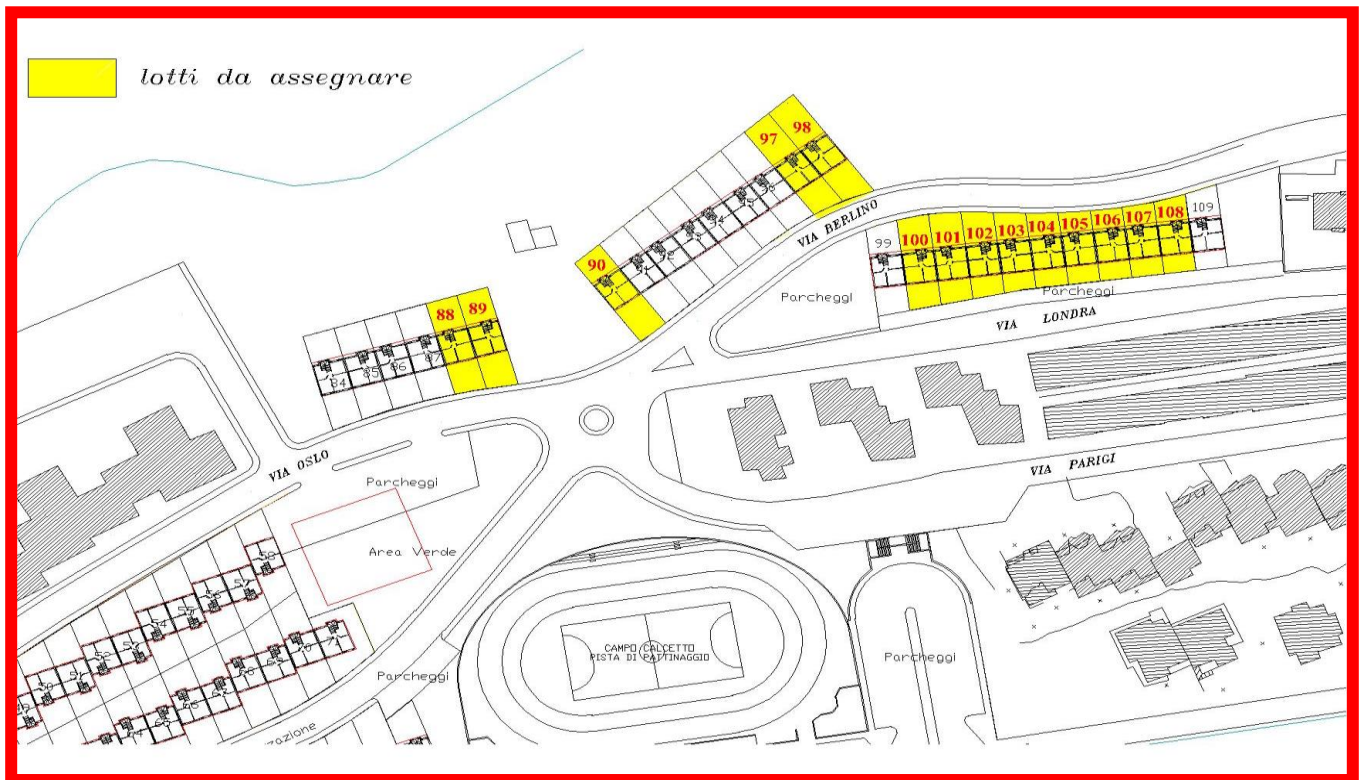 lotti da assegnare
97
98
90
VIA BERLINO
99
100
101
102
103
104
105
106
107
108
109
Parcheggi
Parcheggi
VIA LONDRA
88
89
84
85
86
87
VIA OSLO
Parcheggi
VIA PARIGI
Area Verde
58
57
CAMPO CALCETTO
PISTA DI PATTINAGGIO
Parcheggi
Parcheggi
zazione